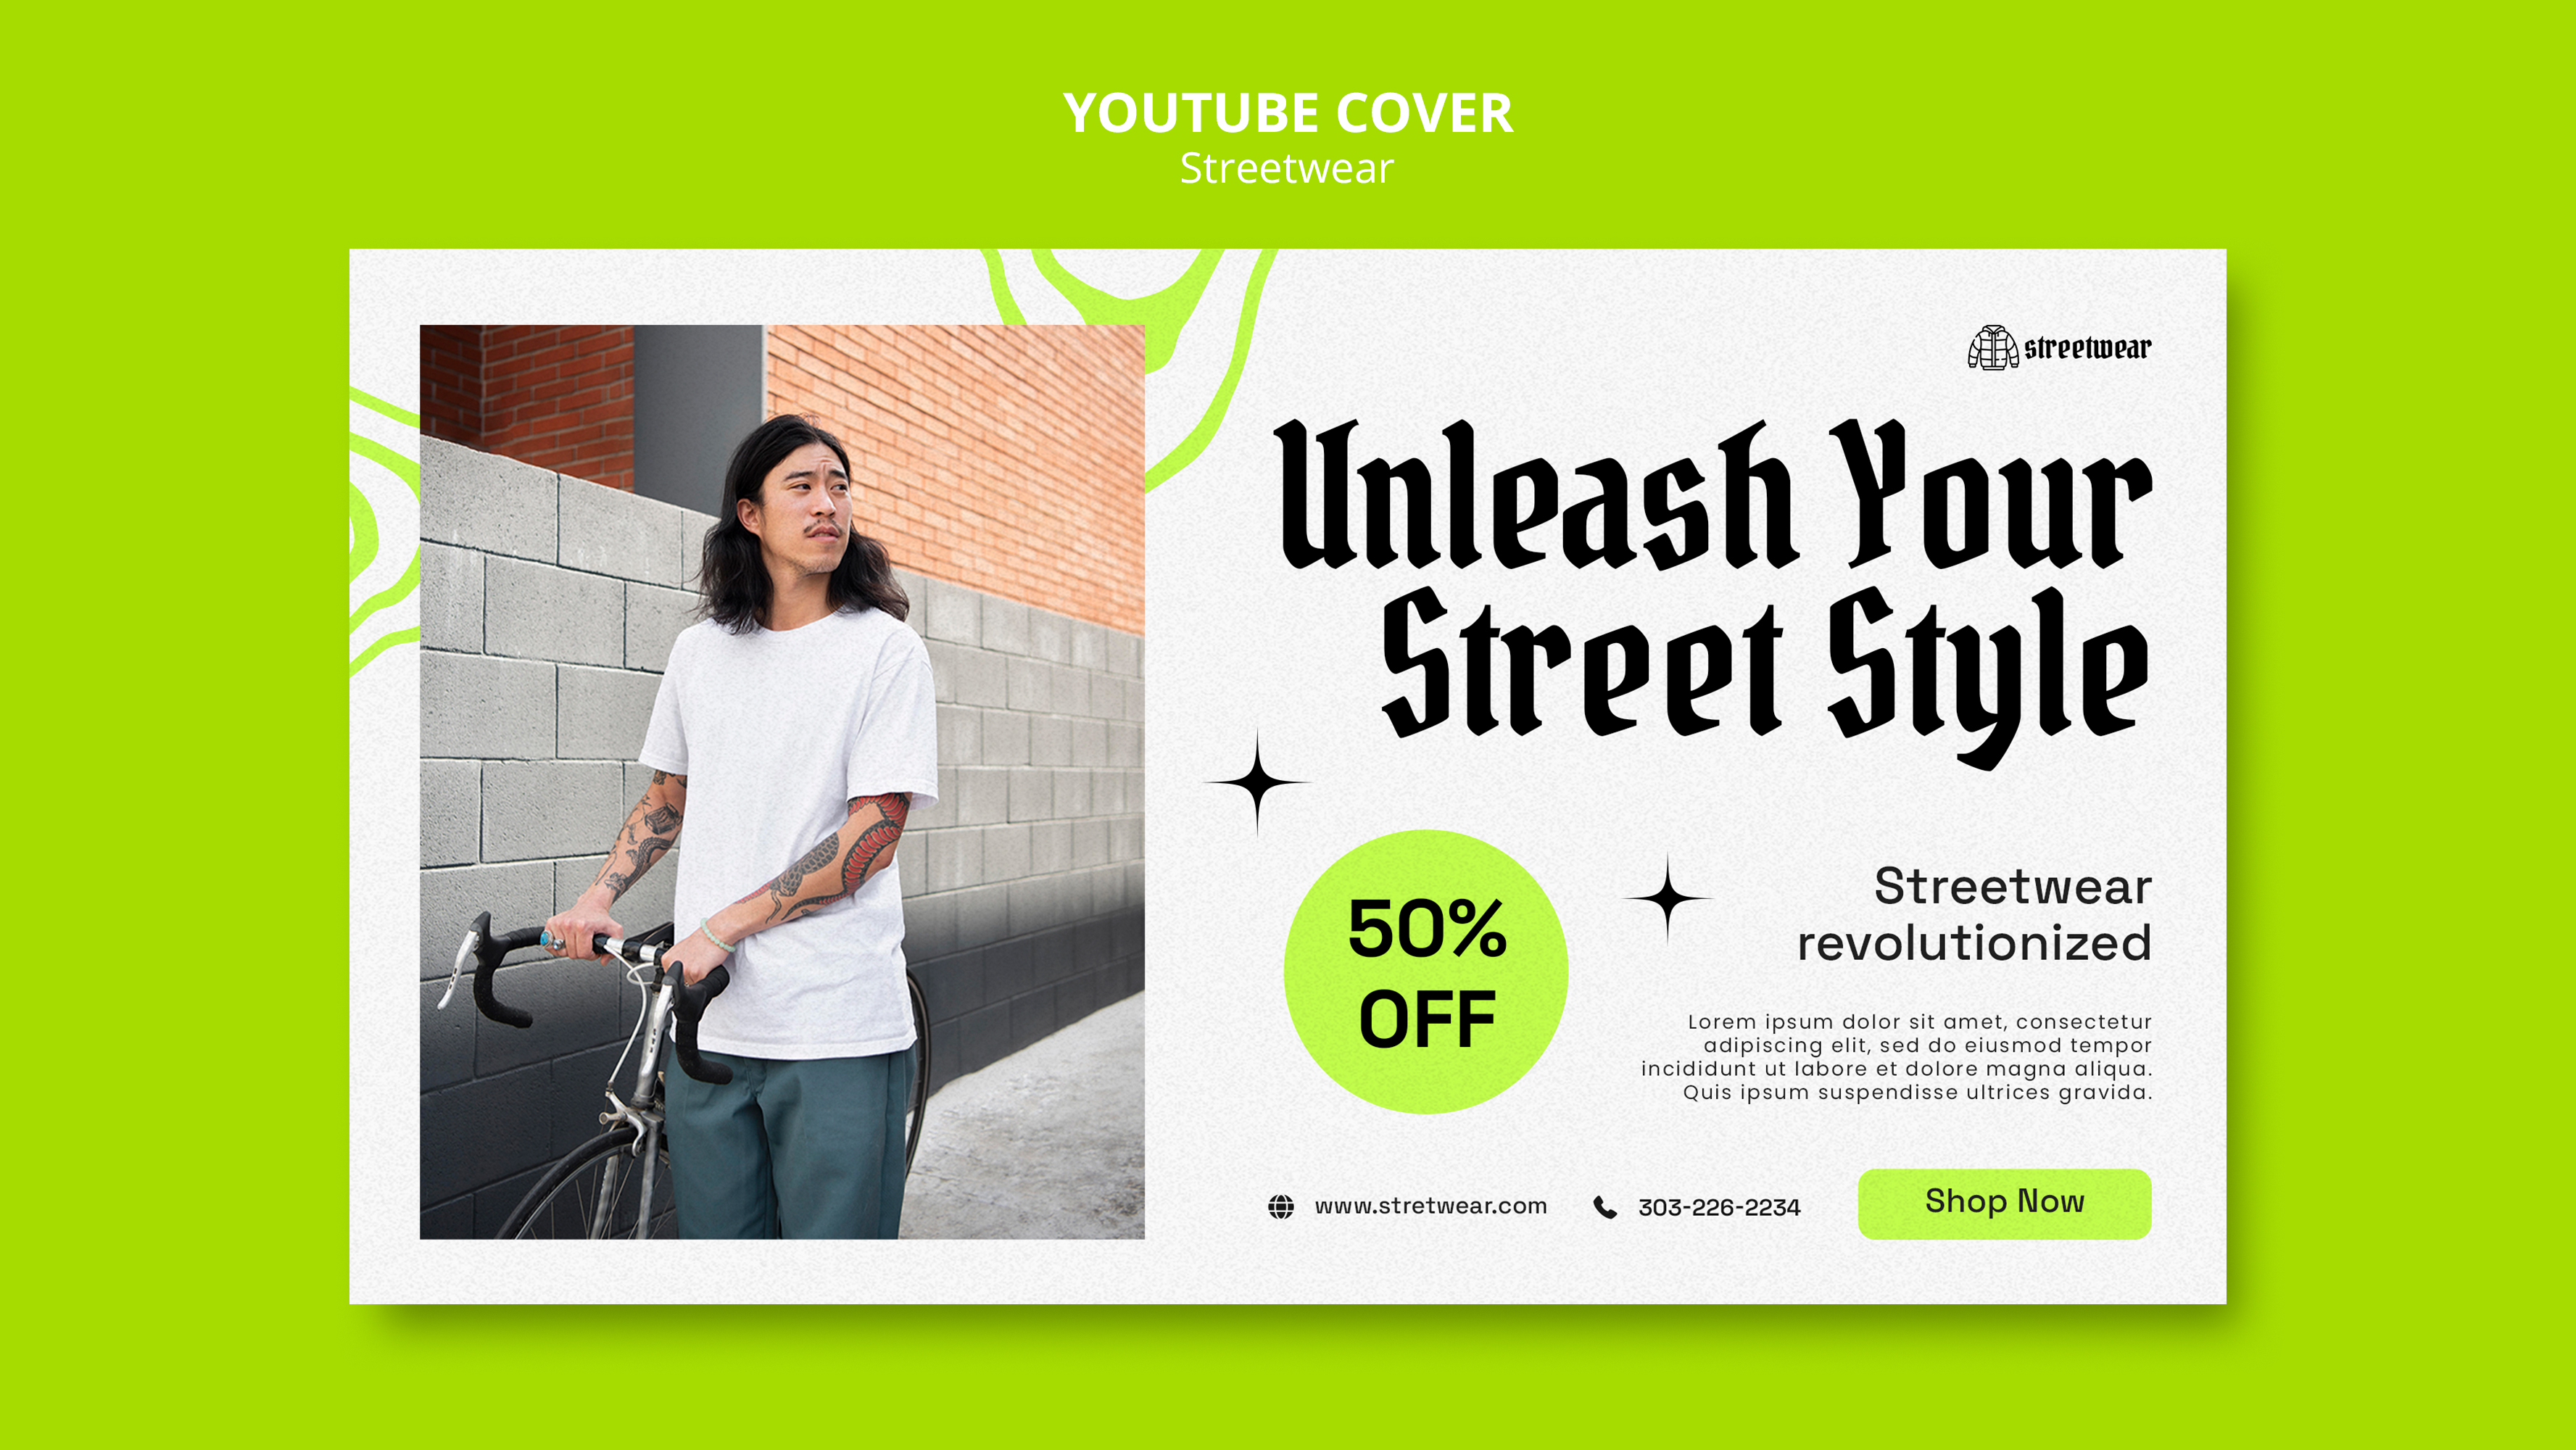 YOUTUBE COVER
Streetwear
streetwear
Unleash Your
Street Style
50%
OFF
Streetwear
revolutionized
Lorem ipsum dolor sit amet, consectetur
adipiscing elit, sed do eiusmod tempor
incididunt ut labore et dolore magna aliqua.
Quis ipsum suspendisse ultrices gravida.
www.stretwear.com
303-226-2234
Shop Now